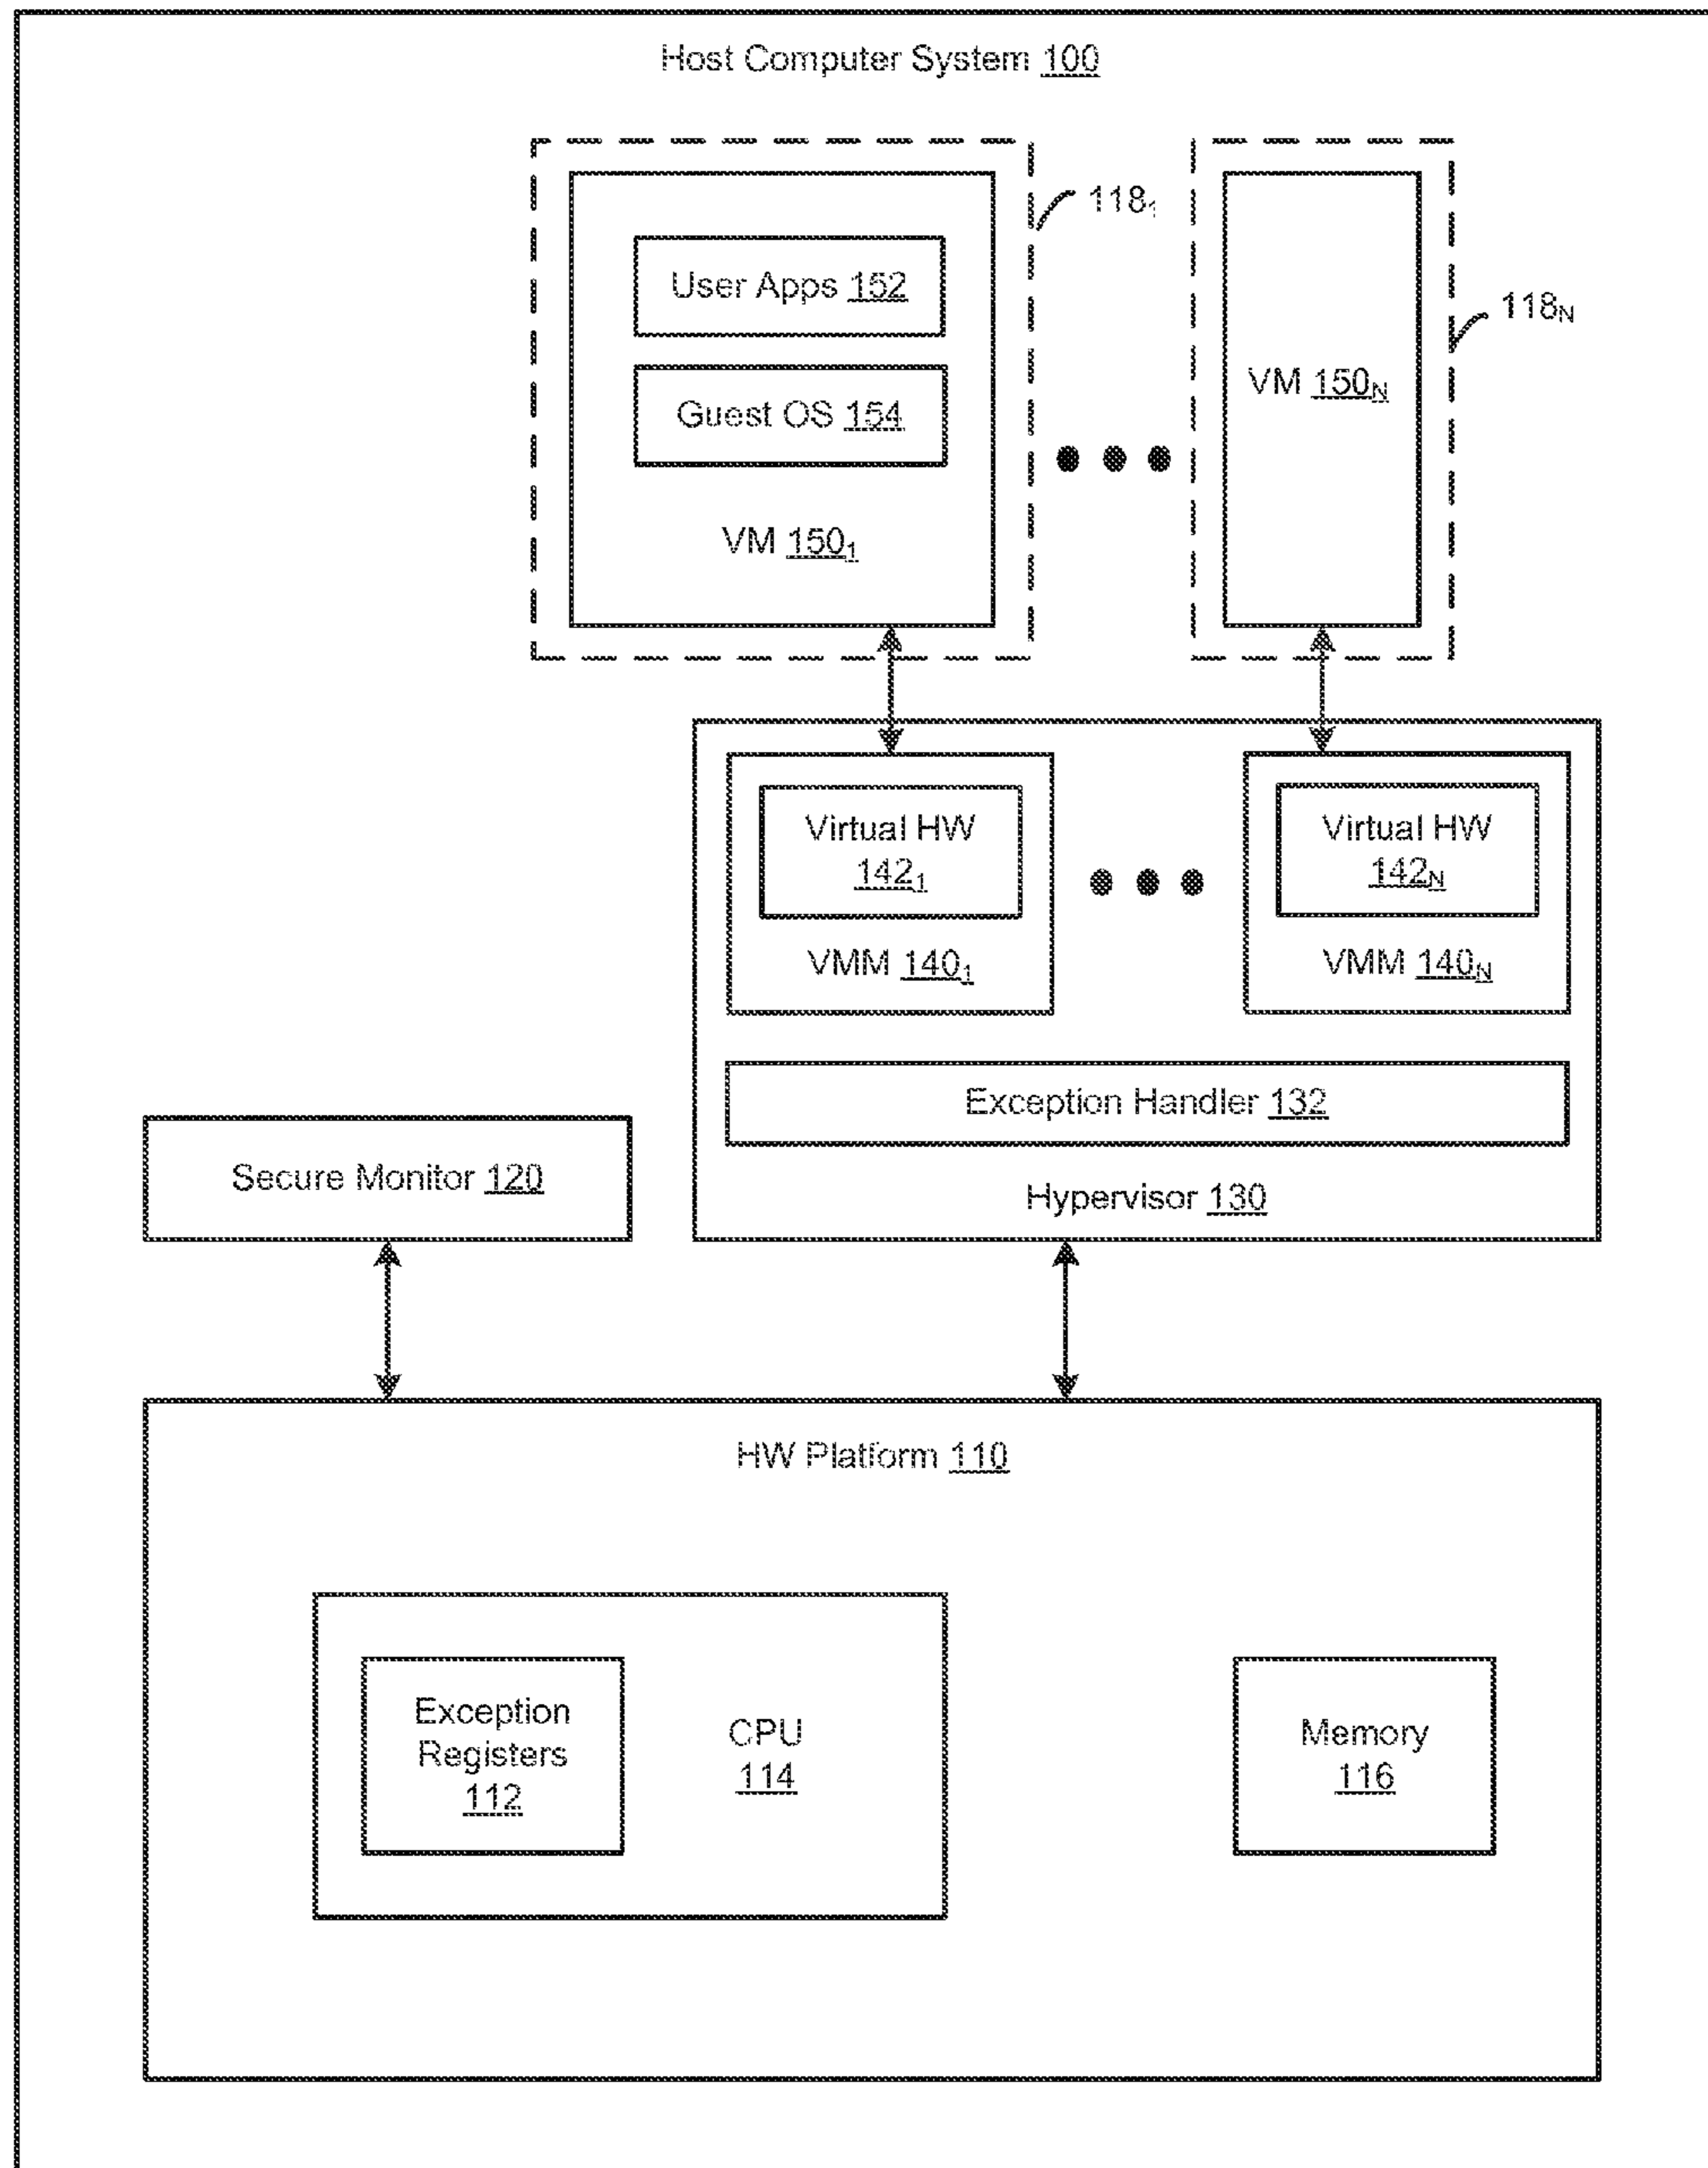 Host Computer System 100
118₁
User Apps 152
118ₙ
VM 150ₙ
Guest OS 154
VM 150₁
Virtual HW
142₁
Virtual HW
142ₙ
VMM 140₁
VMM 140ₙ
Exception Handler 132
Secure Monitor 120
Hypervisor 130
HW Platform 110
Exception
Registers
112
CPU
114
Memory
116